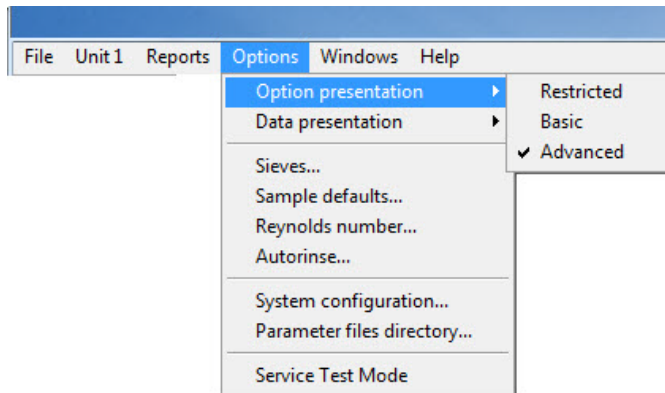 File Unit 1 Reports Options Windows Help
Option presentation
Restricted
Data presentation
Basic
Advanced
Sieves...
Sample defaults...
Reynolds number...
Autorinse...
System configuration...
Parameter files directory...
Service Test Mode